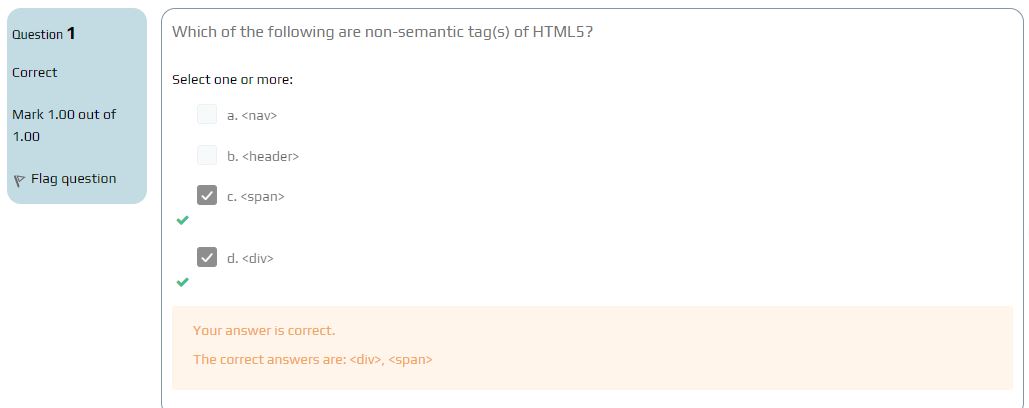 Question 1
Correct
Mark 1.00 out of
1.00
Flag question
Which of the following are non-semantic tag(s) of HTML5?
Select one or more:
a. <nav>
b. <header>
c. <span>
d. <div>
Your answer is correct.
The correct answers are: <div>, <span>